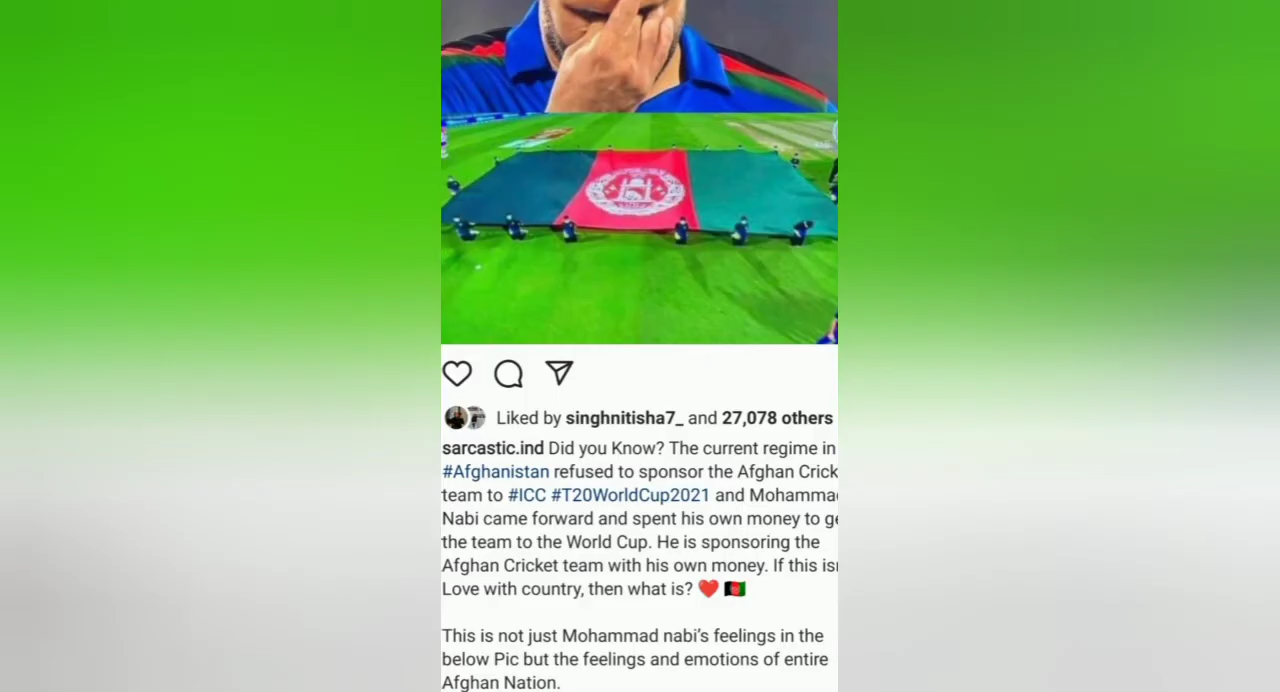 Liked by singhnitisha7_ and 27,078 others
sarcastic.ind Did you Know? The current regime in
#Afghanistan refused to sponsor the Afghan Crick
team to #ICC #T20WorldCup2021 and Mohammad
Nabi came forward and spent his own money to ge
the team to the World Cup. He is sponsoring the
Afghan Cricket team with his own money. If this isn
Love with country, then what is? ❤️ 🇦🇫
This is not just Mohammad nabi’s feelings in the
below Pic but the feelings and emotions of entire
Afghan Nation.